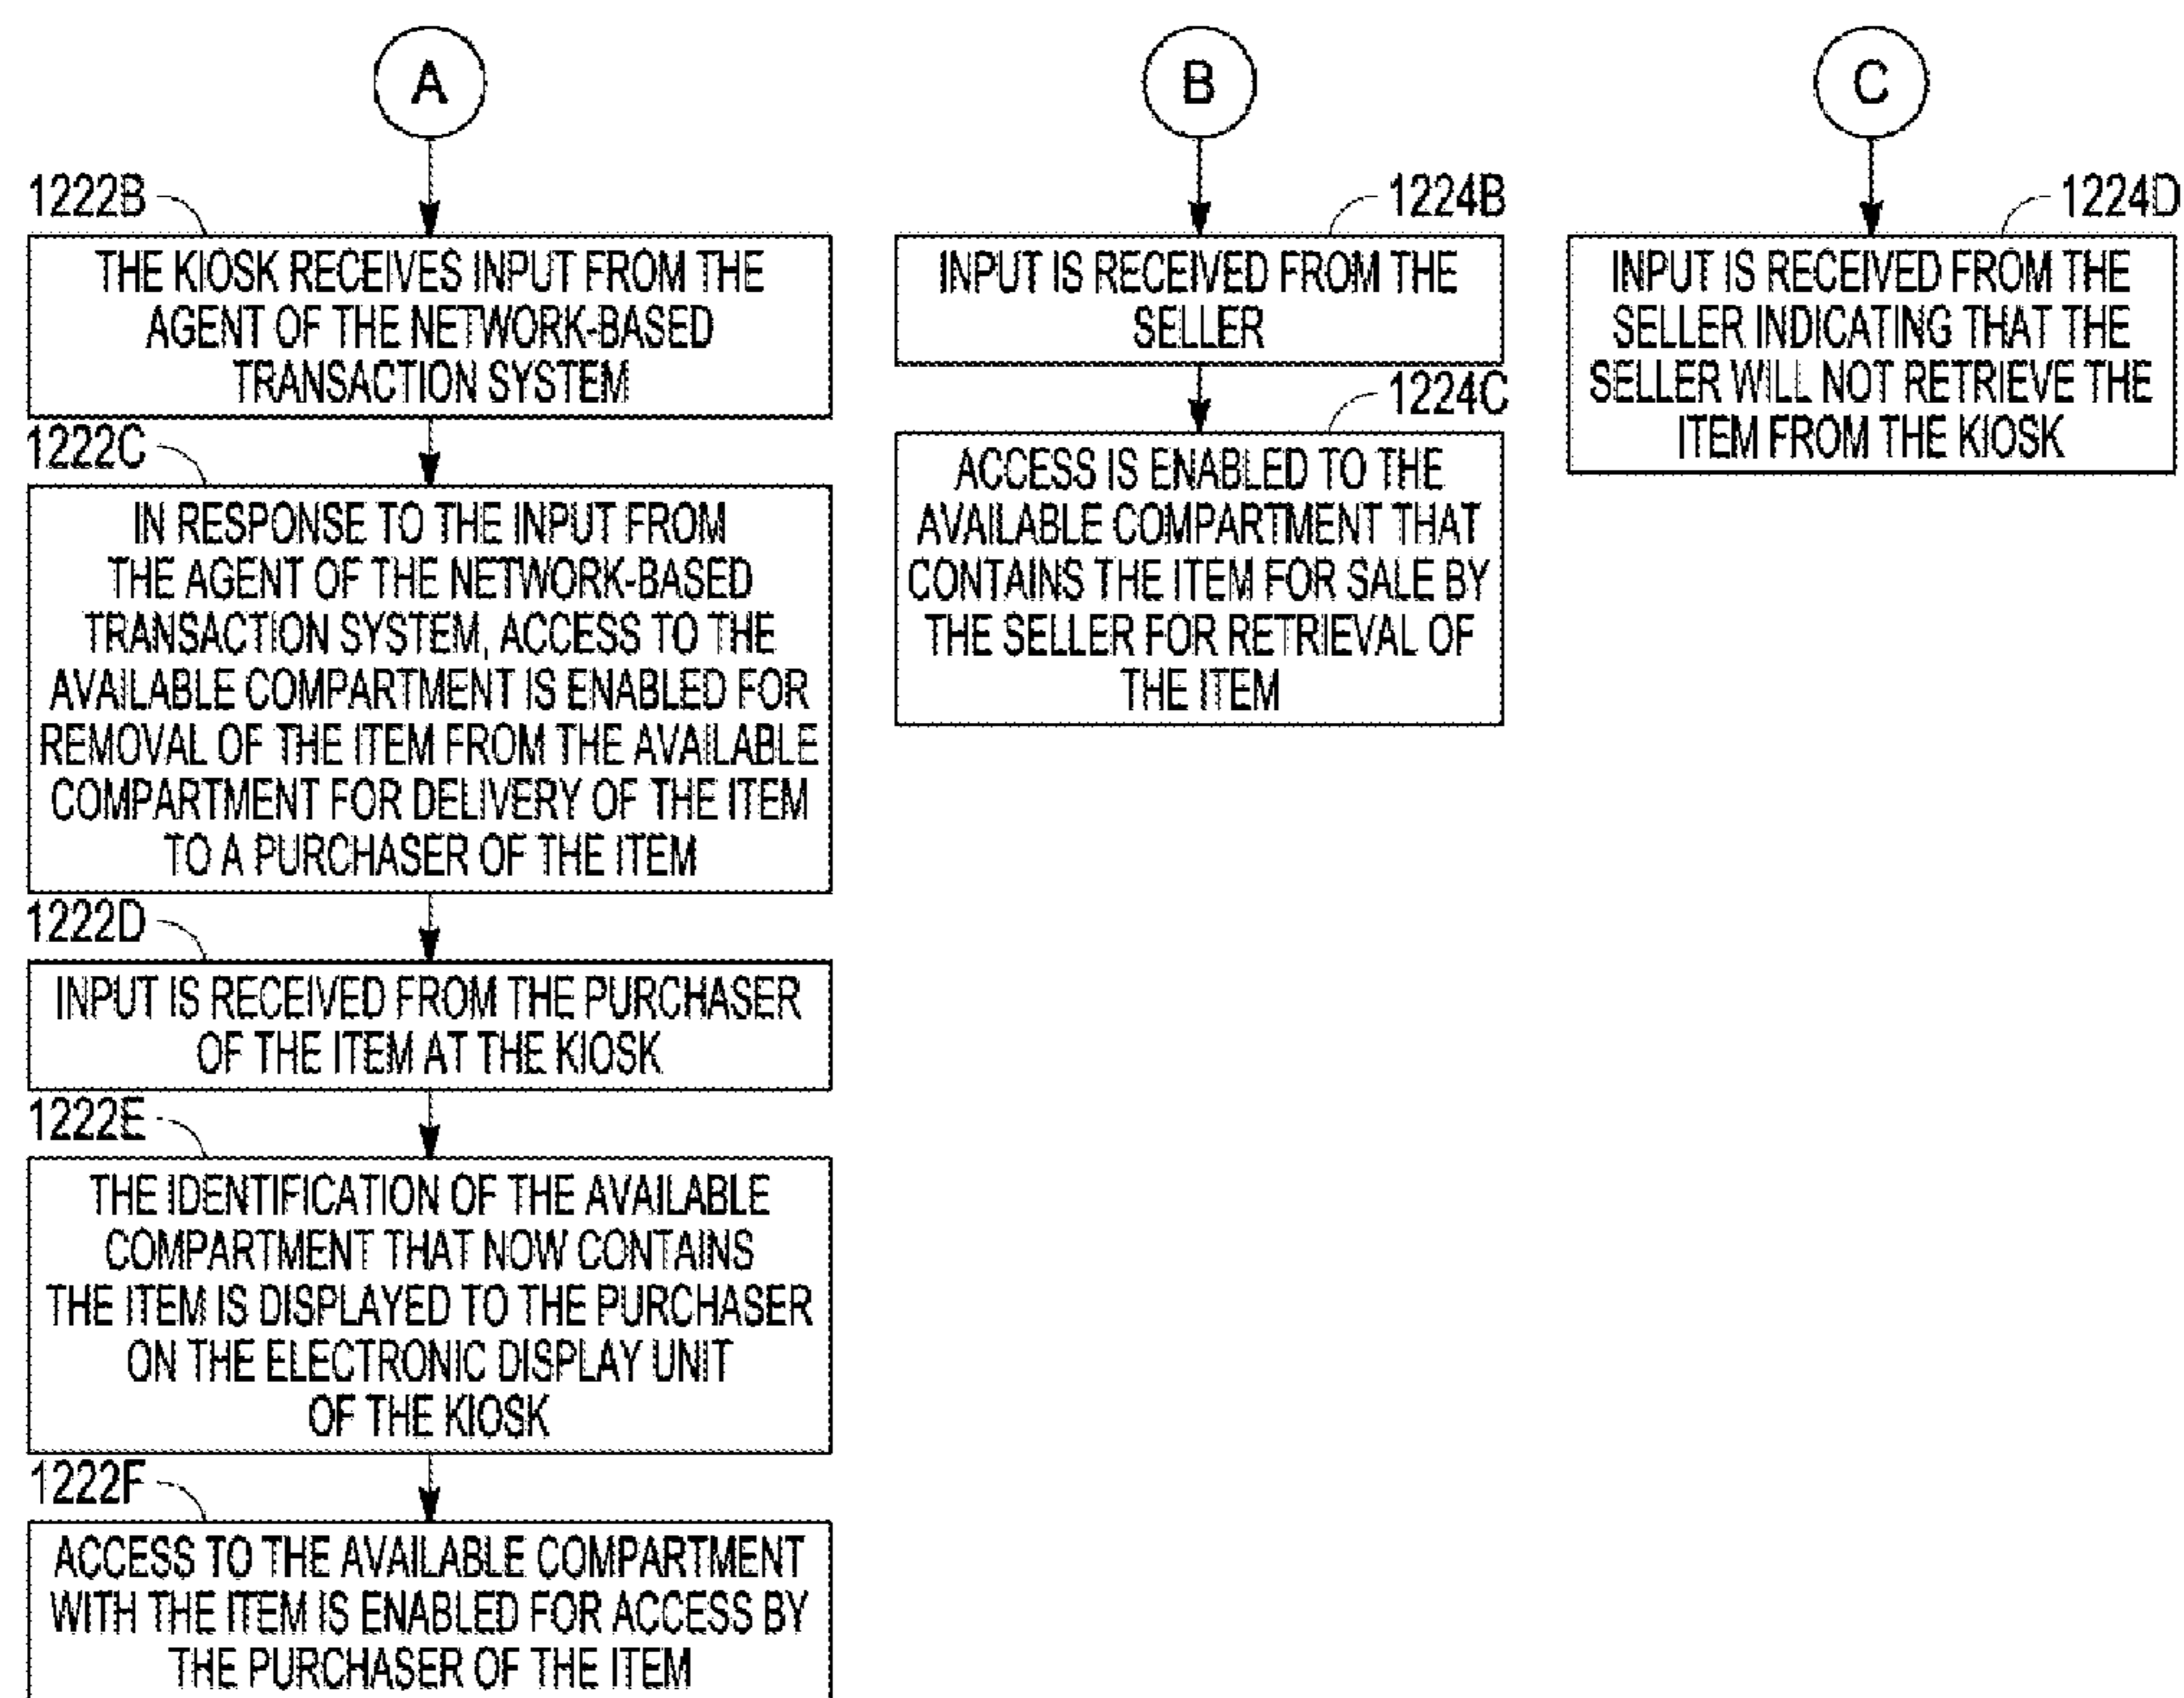 A
1222B
THE KIOSK RECEIVES INPUT FROM THE
AGENT OF THE NETWORK-BASED
TRANSACTION SYSTEM
1222C
IN RESPONSE TO THE INPUT FROM
THE AGENT OF THE NETWORK-BASED
TRANSACTION SYSTEM, ACCESS TO THE
AVAILABLE COMPARTMENT IS ENABLED FOR
REMOVAL OF THE ITEM FROM THE AVAILABLE
COMPARTMENT FOR DELIVERY OF THE ITEM
TO A PURCHASER OF THE ITEM
1222D
INPUT IS RECEIVED FROM THE PURCHASER
OF THE ITEM AT THE KIOSK
1222E
THE IDENTIFICATION OF THE AVAILABLE
COMPARTMENT THAT NOW CONTAINS
THE ITEM IS DISPLAYED TO THE PURCHASER
ON THE ELECTRONIC DISPLAY UNIT
OF THE KIOSK
1222F
ACCESS TO THE AVAILABLE COMPARTMENT
WITH THE ITEM IS ENABLED FOR ACCESS BY
THE PURCHASER OF THE ITEM
B
1224B
INPUT IS RECEIVED FROM THE
SELLER
1224C
ACCESS IS ENABLED TO THE
AVAILABLE COMPARTMENT THAT
CONTAINS THE ITEM FOR SALE BY
THE SELLER FOR RETRIEVAL OF
THE ITEM
C
1224D
INPUT IS RECEIVED FROM THE
SELLER INDICATING THAT THE
SELLER WILL NOT RETRIEVE THE
ITEM FROM THE KIOSK